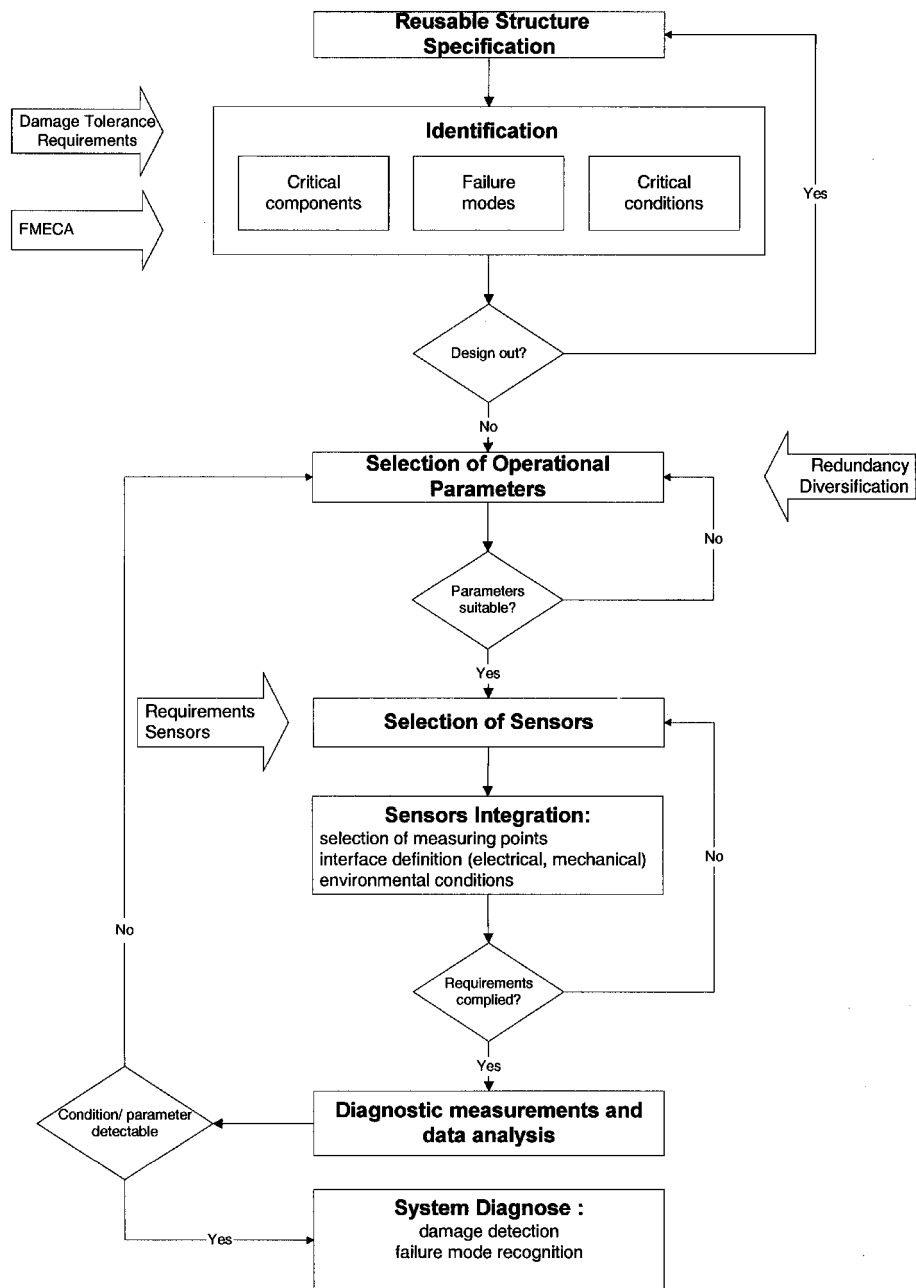 Reusable Structure
Specification
Damage Tolerance
Requirements
Identification
Critical
components
Failure
modes
Critical
conditions
Yes
FMECA
Design out?
No
Selection of Operational
Parameters
Redundancy
Diversification
No
Parameters
suitable?
Yes
Requirements
Sensors
Selection of Sensors
Sensors Integration:
selection of measuring points
interface definition (electrical, mechanical)
environmental conditions
No
No
Requirements
complied?
Yes
Diagnostic measurements and
data analysis
Condition/ parameter
detectable
Yes
System Diagnose :
damage detection
failure mode recognition